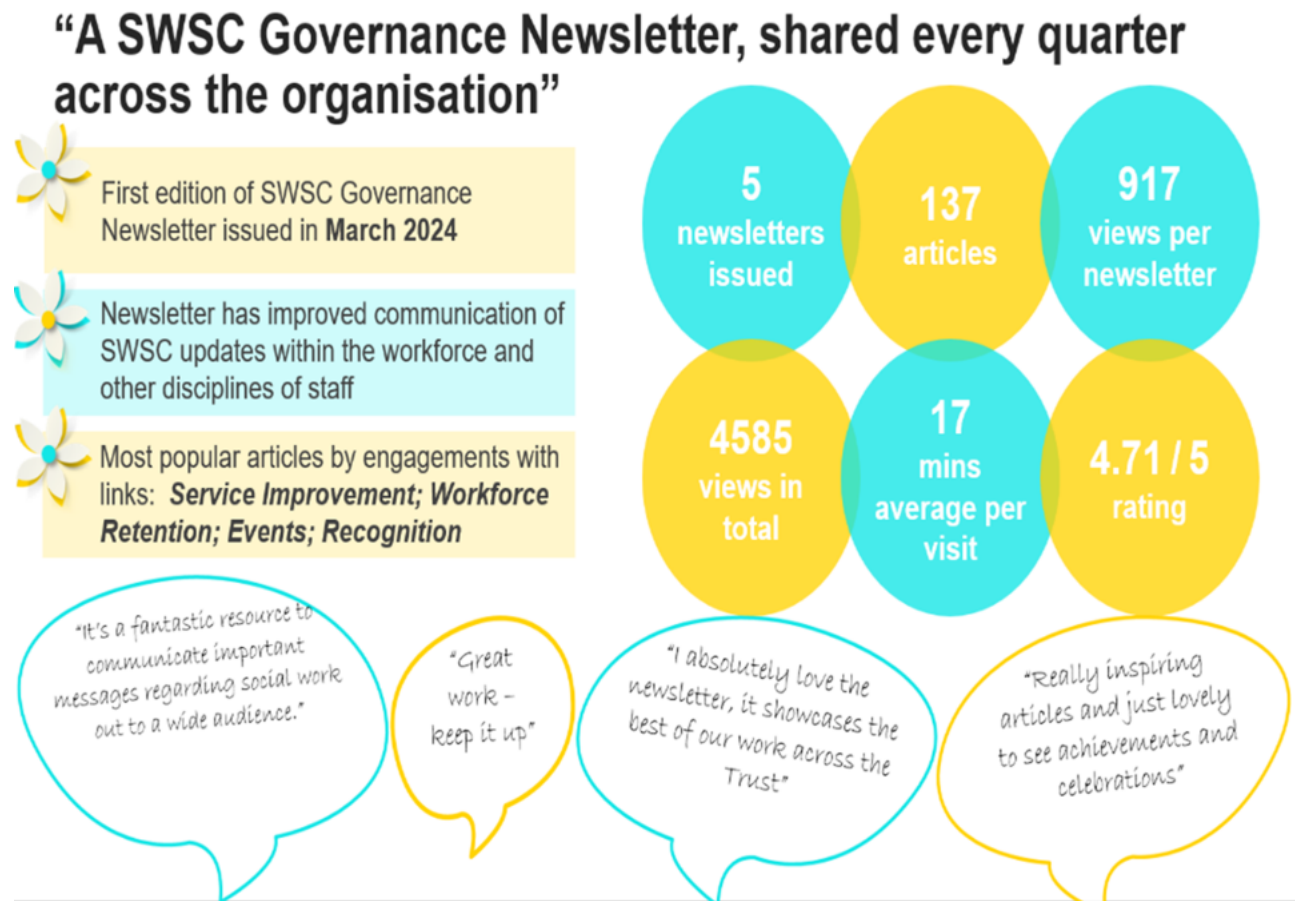 “A SWSC Governance Newsletter, shared every quarter
across the organisation”
First edition of SWSC Governance
Newsletter issued in March 2024
Newsletter has improved communication of
SWSC updates within the workforce and
other disciplines of staff
Most popular articles by engagements with
links: Service Improvement; Workforce
Retention; Events; Recognition
5
newsletters
issued
137
articles
917
views per
newsletter
4585
views in
total
17
mins
average per
visit
4.71 / 5
rating
“It's a fantastic resource to
communicate important
messages regarding social work
out to a wide audience.”
“Great
work –
keep it up”
“I absolutely love the
newsletter, it showcases the
best of our work across the
Trust”
“Really inspiring
articles and just lovely
to see achievements and
celebrations”